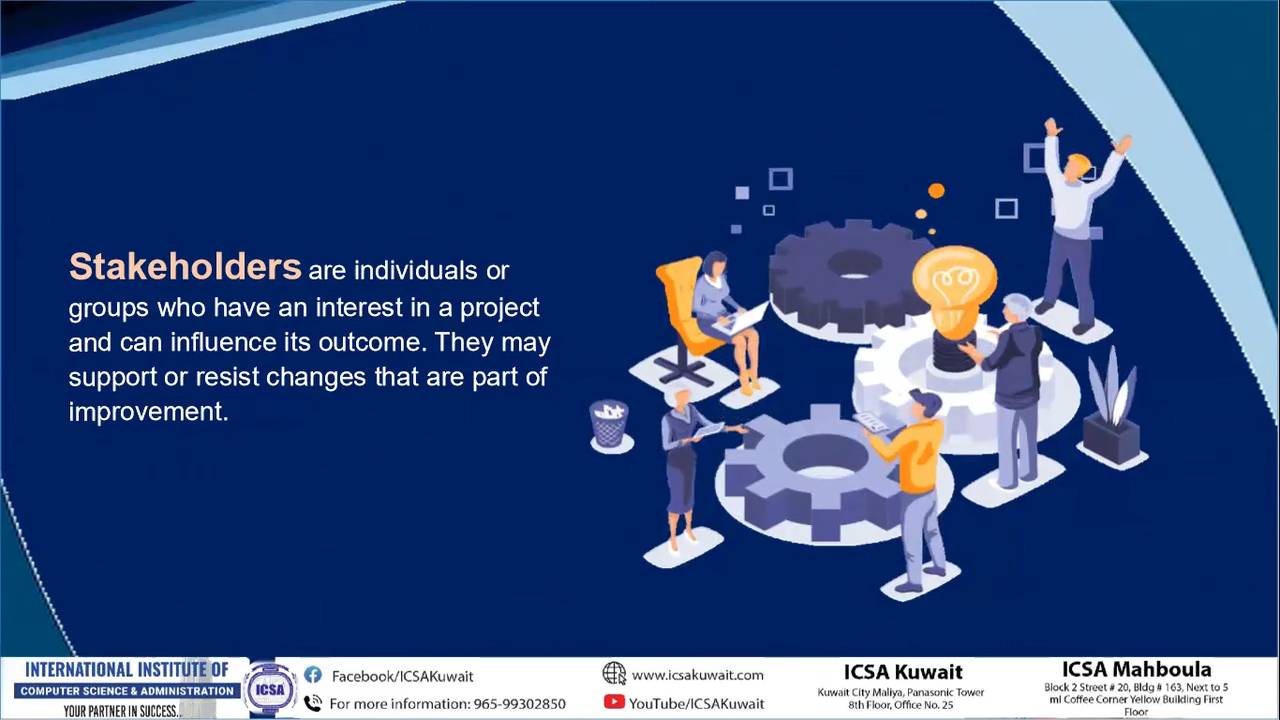 Stakeholders are individuals or
groups who have an interest in a project
and can influence its outcome. They may
support or resist changes that are part of
improvement.
INTERNATIONAL INSTITUTE OF
COMPUTER SCIENCE & ADMINISTRATION
YOUR PARTNER IN SUCCESS..
ICSA
Facebook/ICSAKuwait
For more information: 965-99302850
www.icsakuwait.com
YouTube/ICSAKuwait
ICSA Kuwait
Kuwait City Maliya, Panasonic Tower
8th Floor, Office No. 25
ICSA Mahboula
Block 2 Street # 20, Bldg # 163, Next to 5
ml Coffee Corner Yellow Building First
Floor